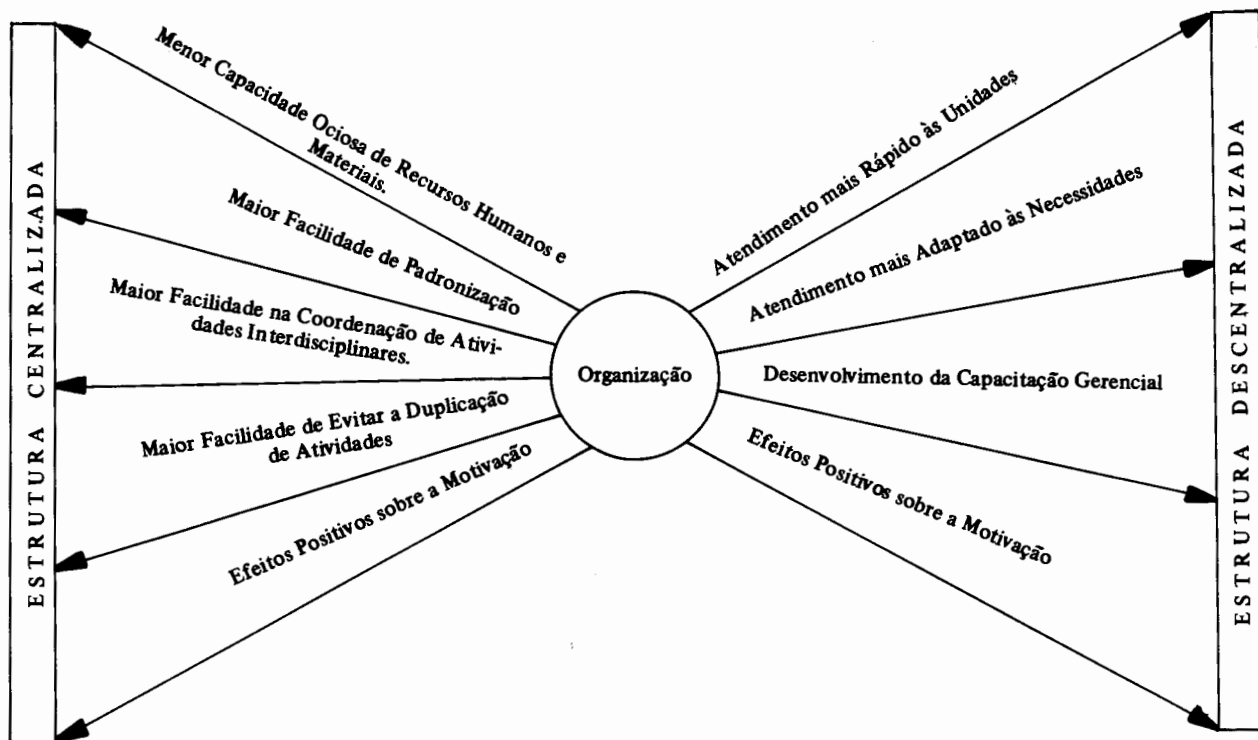 ESTRUTURA CENTRALIZADA
Menor Capacidade Ociosa de Recursos Humanos e
Materiais.
Maior Facilidade de Padronização
Maior Facilidade na Coordenação de Ativi-
dades Interdisciplinares.
Maior Facilidade de Evitar a Duplicação
de Atividades
Efeitos Positivos sobre a Motivação
Organização
Atendimento mais Rápido às Unidades
Atendimento mais Adaptado às Necessidades
Desenvolvimento da Capacitação Gerencial
Efeitos Positivos sobre a Motivação
ESTRUTURA DESCENTRALIZADA